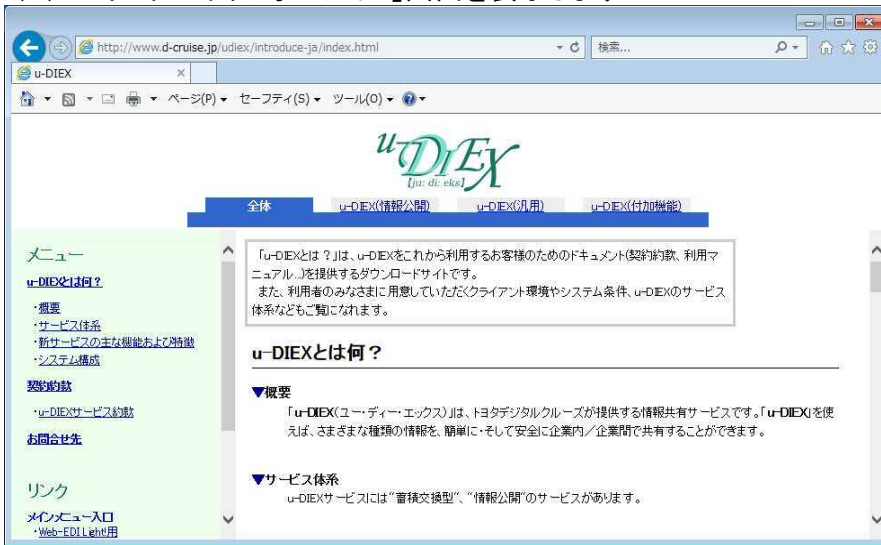 http://www.d-cruise.jp/udiex/introduce-ja/index.html
検索...
u-DIEX
ページ(P)
セーフティ(S)
ツール(O)
u-DIEX
[ju: di: eks]
全体
u-DIEX(情報公開)
u-DIEX(汎用)
u-DIEX(付加機能)
メニュー
u-DIEXとは何?
・概要
・サービス体系
・新サービスの主な機能および特徴
・システム構成
契約約款
・u-DIEXサービス約款
お問合せ先
リンク
メインメニュー入口
・Web-EDI Light!用
「u-DIEXとは?」は、u-DIEXをこれから利用するお客様のためのドキュメント(契約約款、利用マ
ニュアル...)を提供するダウンロードサイトです。
また、利用者のみなさまに用意していただくクライアント環境やシステム条件、u-DIEXのサービス
体系などもご覧になれます。
u-DIEXとは何?
▼概要
「u-DIEX(ユー・ディー・エックス)」は、トヨタデジタルクルーズが提供する情報共有サービスです。「u-DIEX」を使
えば、さまざまな種類の情報を、簡単に・そして安全に企業内/企業間で共有することができます。
▼サービス体系
u-DIEXサービスには"蓄積交換型"、"情報公開"のサービスがあります。